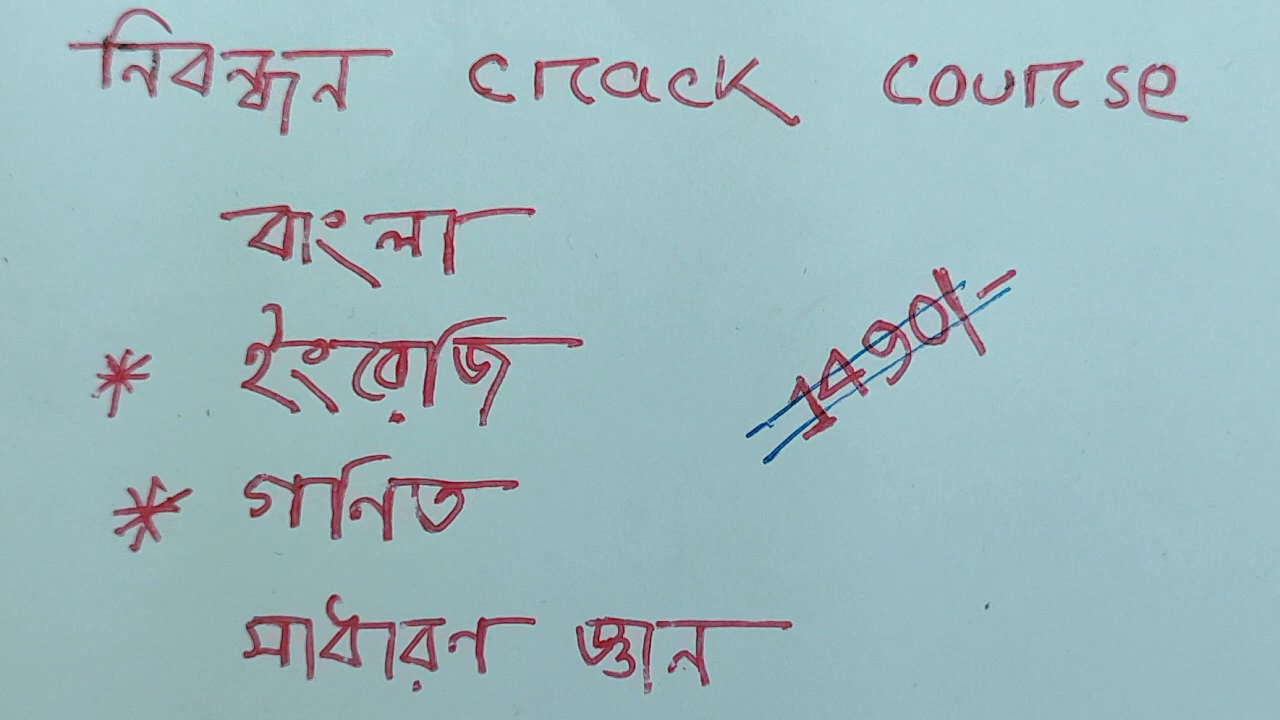 নিবন্ধন crack course
বাংলা
* ইংরেজি
1490/-
* গনিত
সাধারণ জ্ঞান